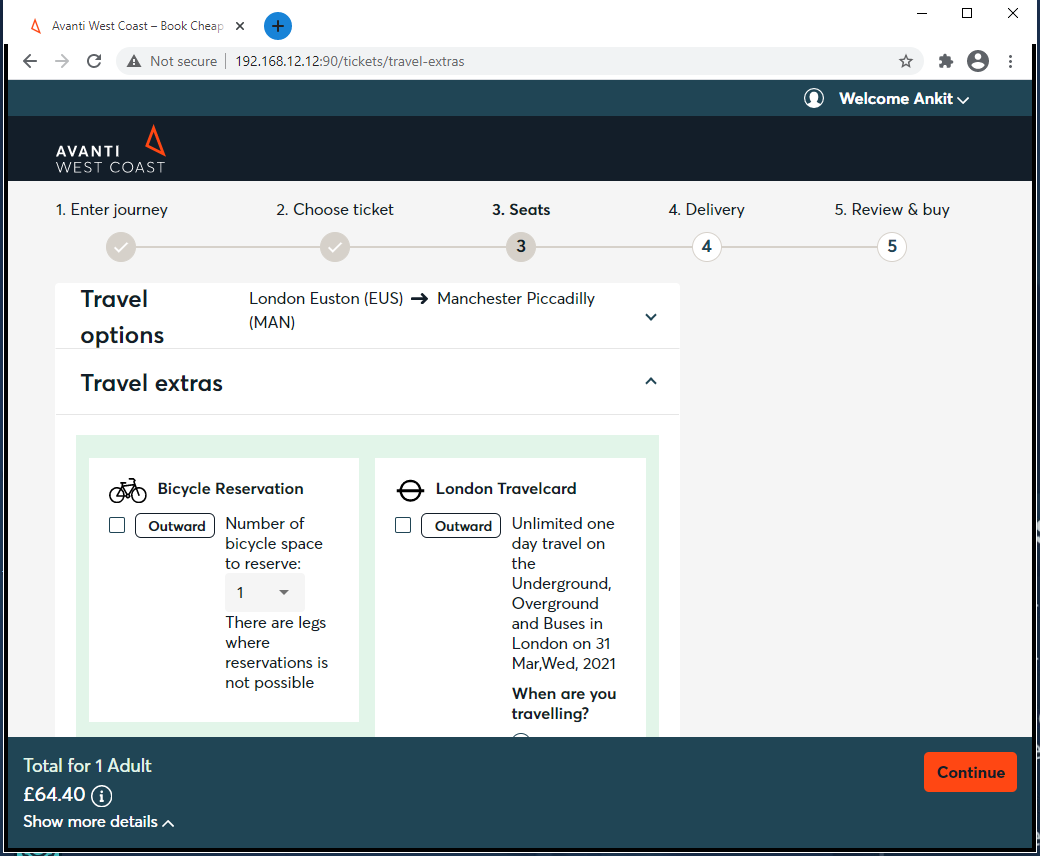 Avanti West Coast – Book Cheap
Not secure | 192.168.12.12:90/tickets/travel-extras
Welcome Ankit
AVANTI
WEST COAST
1. Enter journey 2. Choose ticket 3. Seats 4. Delivery 5. Review & buy
3 4 5
Travel options
London Euston (EUS) → Manchester Piccadilly
(MAN)
Travel extras
Bicycle Reservation
Outward
Number of
bicycle space
to reserve:
1
There are legs
where
reservations is
not possible
London Travelcard
Outward
Unlimited one
day travel on
the
Underground,
Overground
and Buses in
London on 31
Mar,Wed, 2021
When are you
travelling?
Total for 1 Adult
£64.40
Show more details
Continue